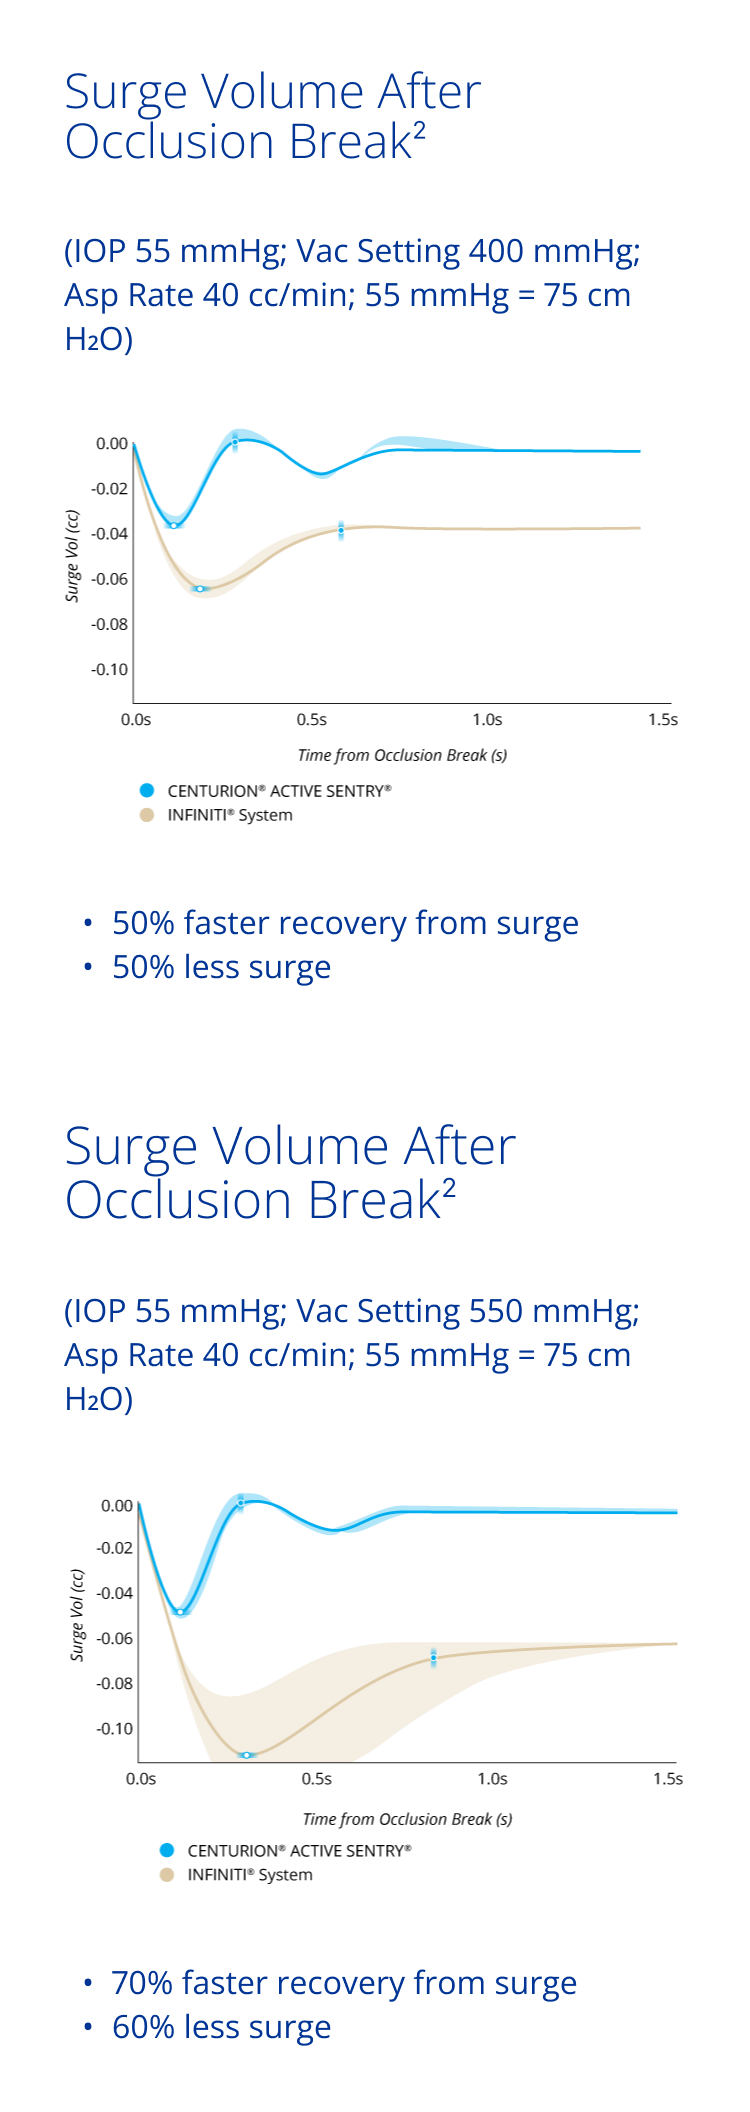 Surge Volume After
Occlusion Break²
(IOP 55 mmHg; Vac Setting 400 mmHg;
Asp Rate 40 cc/min; 55 mmHg = 75 cm
H₂O)
0.00
-0.02
-0.04
-0.06
-0.08
-0.10
Surge Vol (cc)
0.0s 0.5s 1.0s 1.5s
Time from Occlusion Break (s)
CENTURION® ACTIVE SENTRY®
INFINITI® System
• 50% faster recovery from surge
• 50% less surge
Surge Volume After
Occlusion Break²
(IOP 55 mmHg; Vac Setting 550 mmHg;
Asp Rate 40 cc/min; 55 mmHg = 75 cm
H₂O)
0.00
-0.02
-0.04
-0.06
-0.08
-0.10
Surge Vol (cc)
0.0s 0.5s 1.0s 1.5s
Time from Occlusion Break (s)
CENTURION® ACTIVE SENTRY®
INFINITI® System
• 70% faster recovery from surge
• 60% less surge